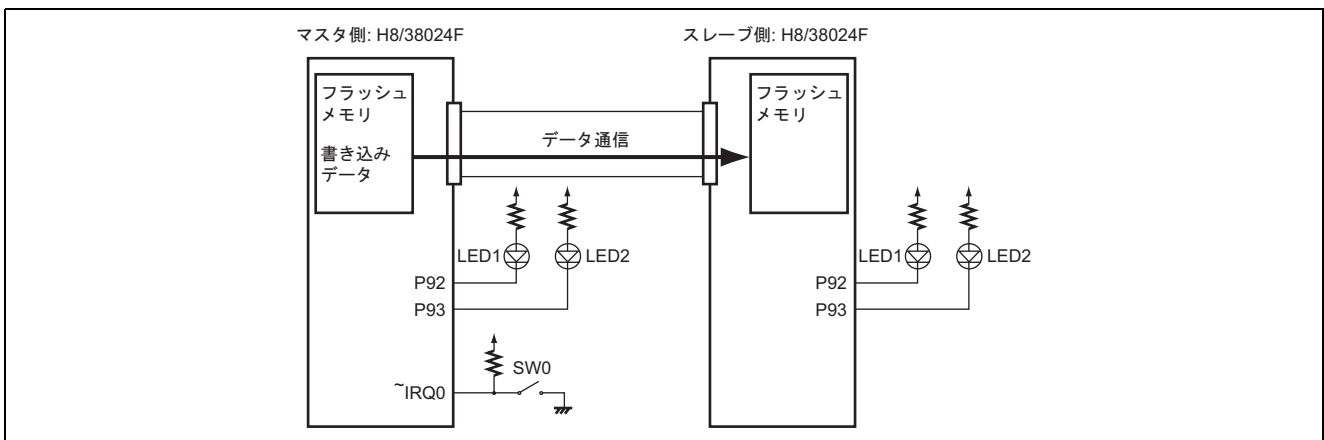 マスタ側: H8/38024F
スレーブ側: H8/38024F
フラッシュ
メモリ
書き込み
データ
データ通信
フラッシュ
メモリ
LED1
LED2
P92
P93
LED1
LED2
P92
P93
SW0
~IRQ0